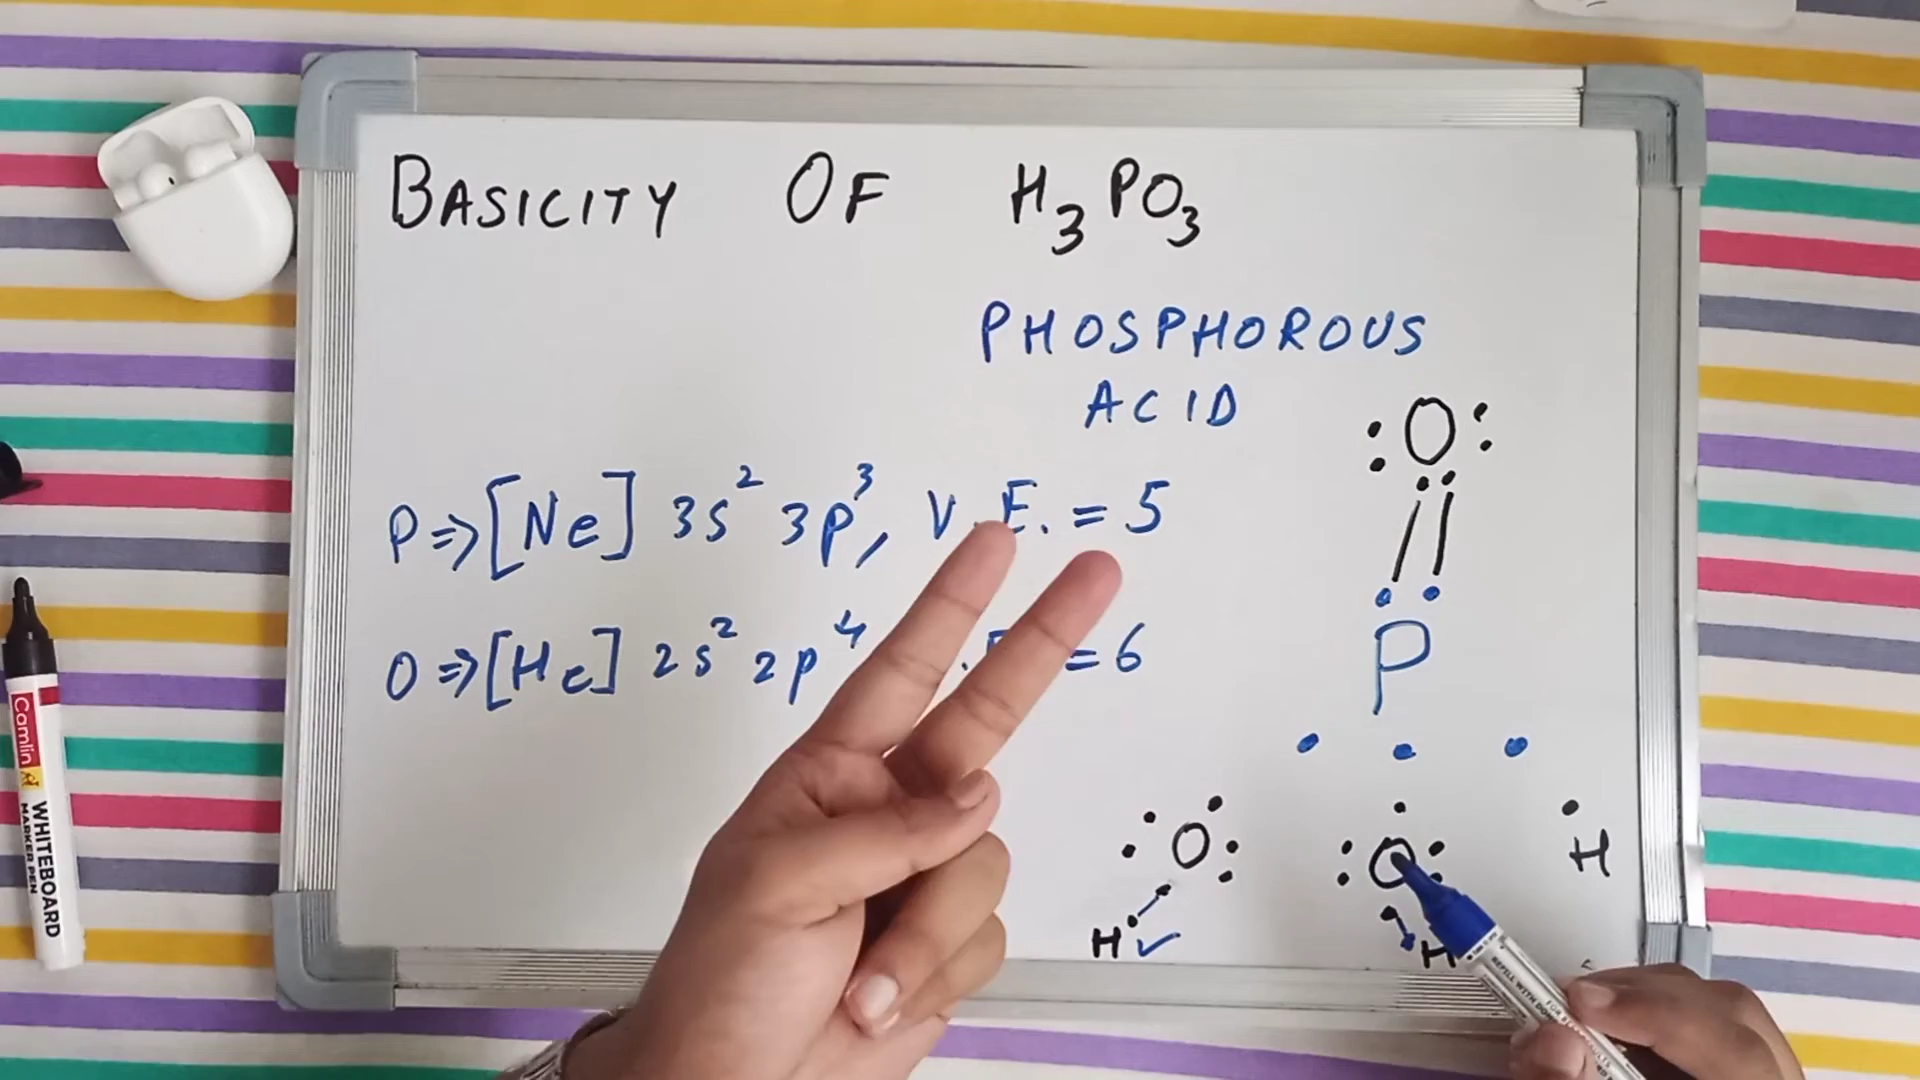 BASICITY OF H₃PO₃
PHOSPHOROUS
ACID
:O:
P⇒[Ne] 3s² 3p³, V.E. = 5
O⇒[He] 2s² 2p⁴ = 6
P
O
O
H
H
H
Camlin
WHITEBOARD
MARKER PEN